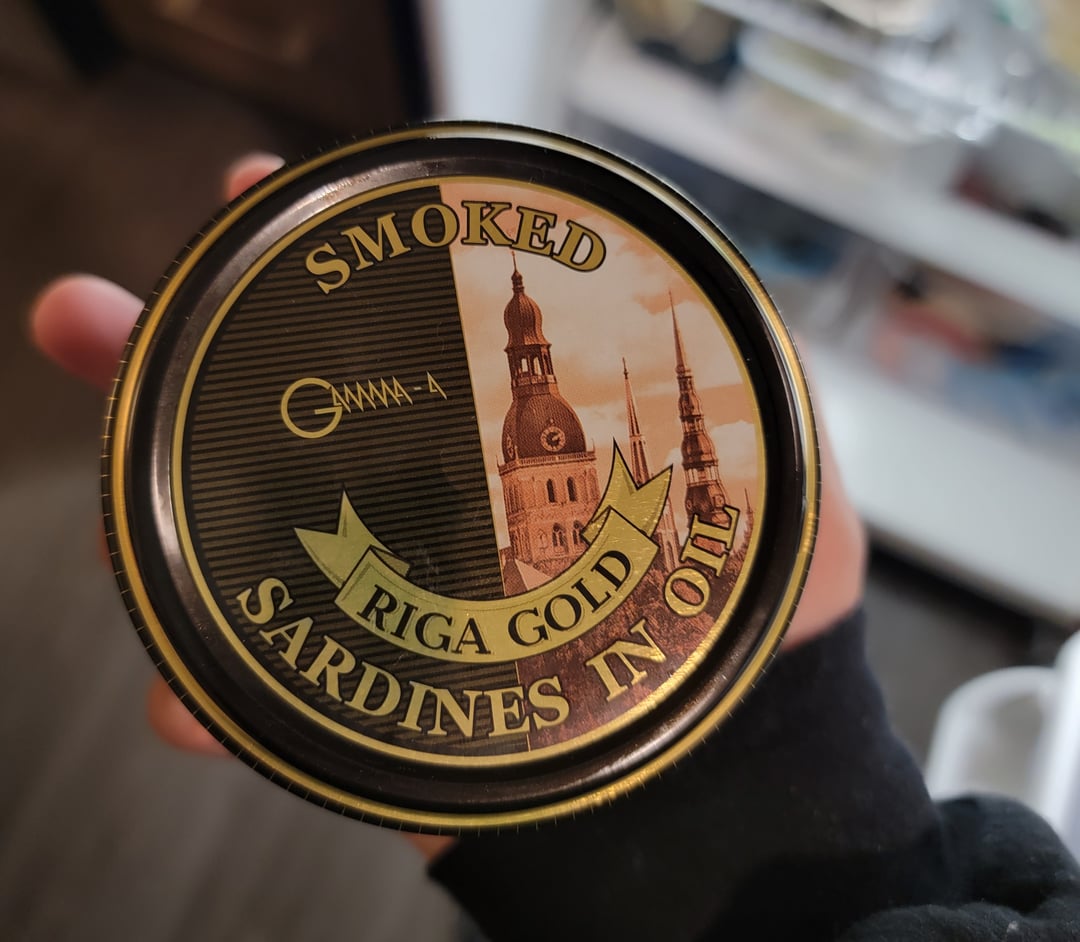 SMOKED
GAMMA-A
RIGA GOLD
SARDINES IN OIL